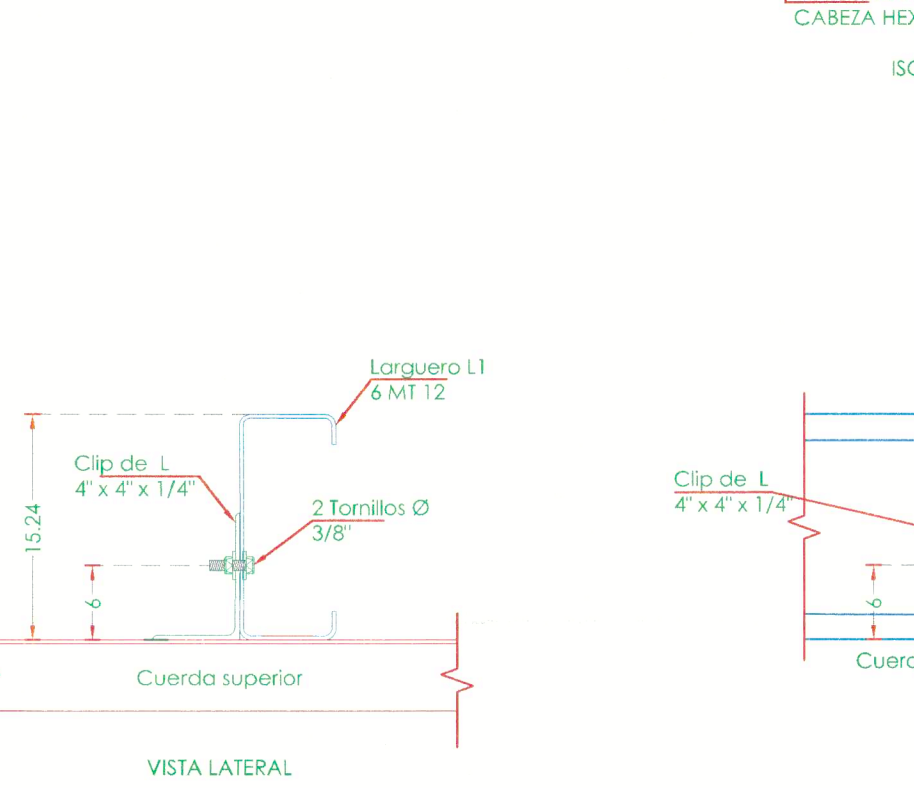 CABEZA HEX
ISO
Larguero L1
6 MT 12
Clip de L
4" x 4" x 1/4"
2 Tornillos Ø
3/8"
15.24
6
Cuerda superior
VISTA LATERAL
Clip de L
4" x 4" x 1/4"
6
Cuerd